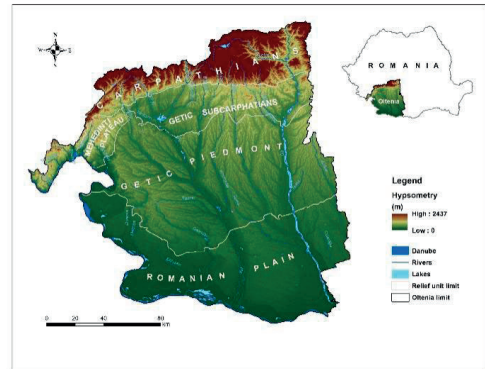 CARPATHIANS
GETIC SUBCARPATHIANS
MEHEDINTI PLATEAU
GETIC PIEDMONT
ROMANIAN PLAIN
0 20 40 80
km
ROMANIA
Oltenia
Legend
Hypsometry
(m)
High : 2437
Low : 0
Danube
Rivers
Lakes
Relief unit limit
Oltenia limit